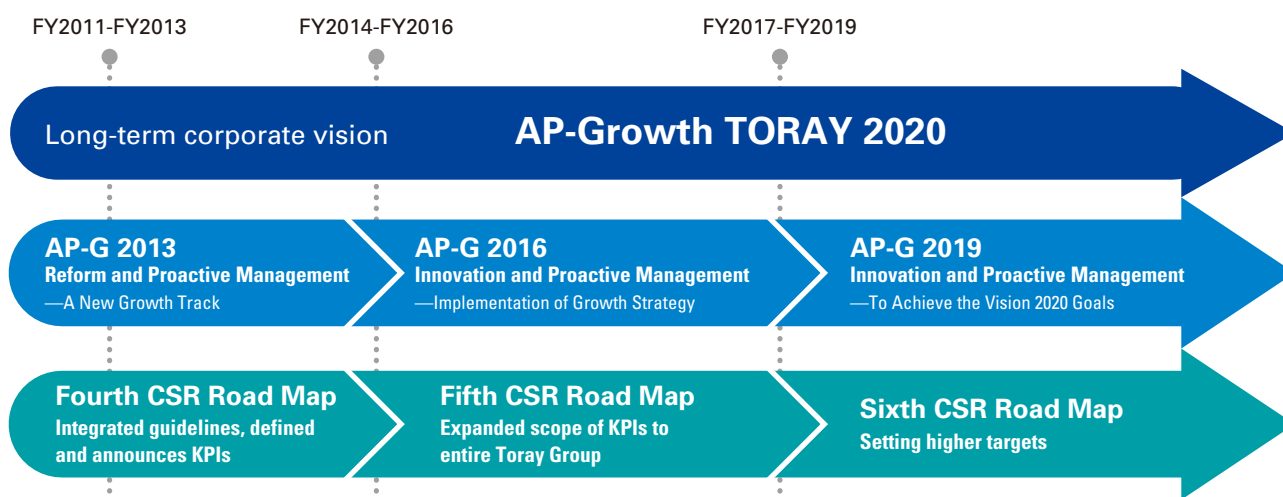 FY2011-FY2013
FY2014-FY2016
FY2017-FY2019
Long-term corporate vision
AP-Growth TORAY 2020
AP-G 2013
Reform and Proactive Management
—A New Growth Track
AP-G 2016
Innovation and Proactive Management
—Implementation of Growth Strategy
AP-G 2019
Innovation and Proactive Management
—To Achieve the Vision 2020 Goals
Fourth CSR Road Map
Integrated guidelines, defined
and announces KPIs
Fifth CSR Road Map
Expanded scope of KPIs to
entire Toray Group
Sixth CSR Road Map
Setting higher targets